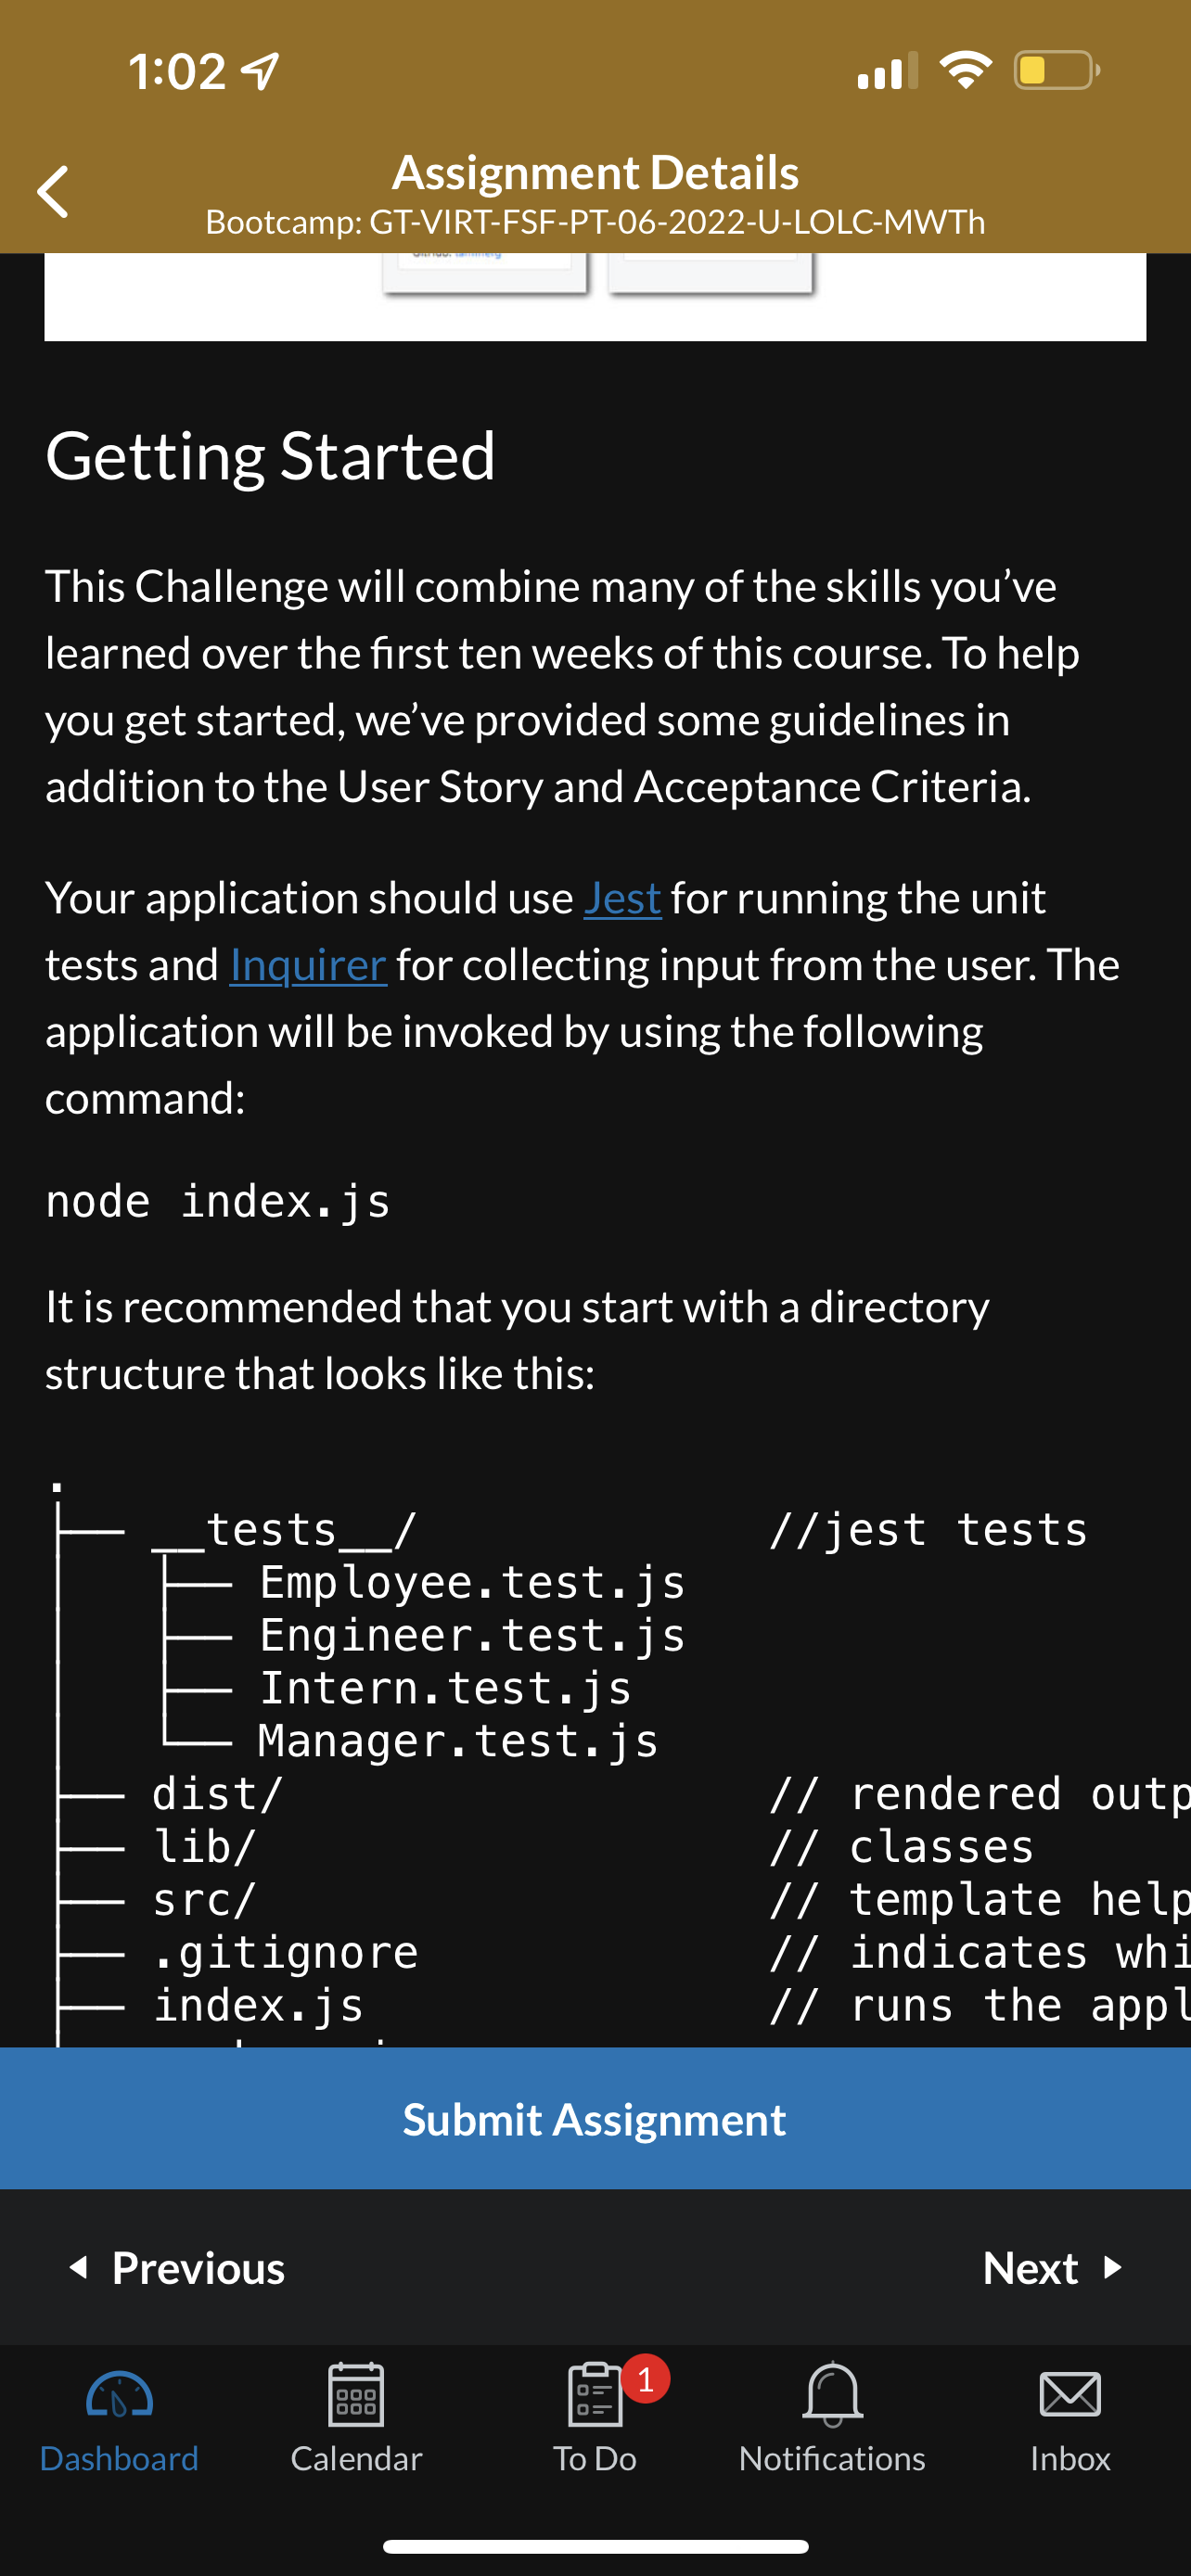 1:02
Assignment Details
Bootcamp: GT-VIRT-FSF-PT-06-2022-U-LOLC-MWTh
Getting Started
This Challenge will combine many of the skills you’ve
learned over the first ten weeks of this course. To help
you get started, we’ve provided some guidelines in
addition to the User Story and Acceptance Criteria.
Your application should use Jest for running the unit
tests and Inquirer for collecting input from the user. The
application will be invoked by using the following
command:
node index.js
It is recommended that you start with a directory
structure that looks like this:
.
├── __tests__/ //jest tests
│ ├── Employee.test.js
│ ├── Engineer.test.js
│ ├── Intern.test.js
│ └── Manager.test.js
├── dist/ // rendered outp
├── lib/ // classes
├── src/ // template help
├── .gitignore // indicates whi
├── index.js // runs the appl
Submit Assignment
Previous Next
1
Dashboard Calendar To Do Notifications Inbox